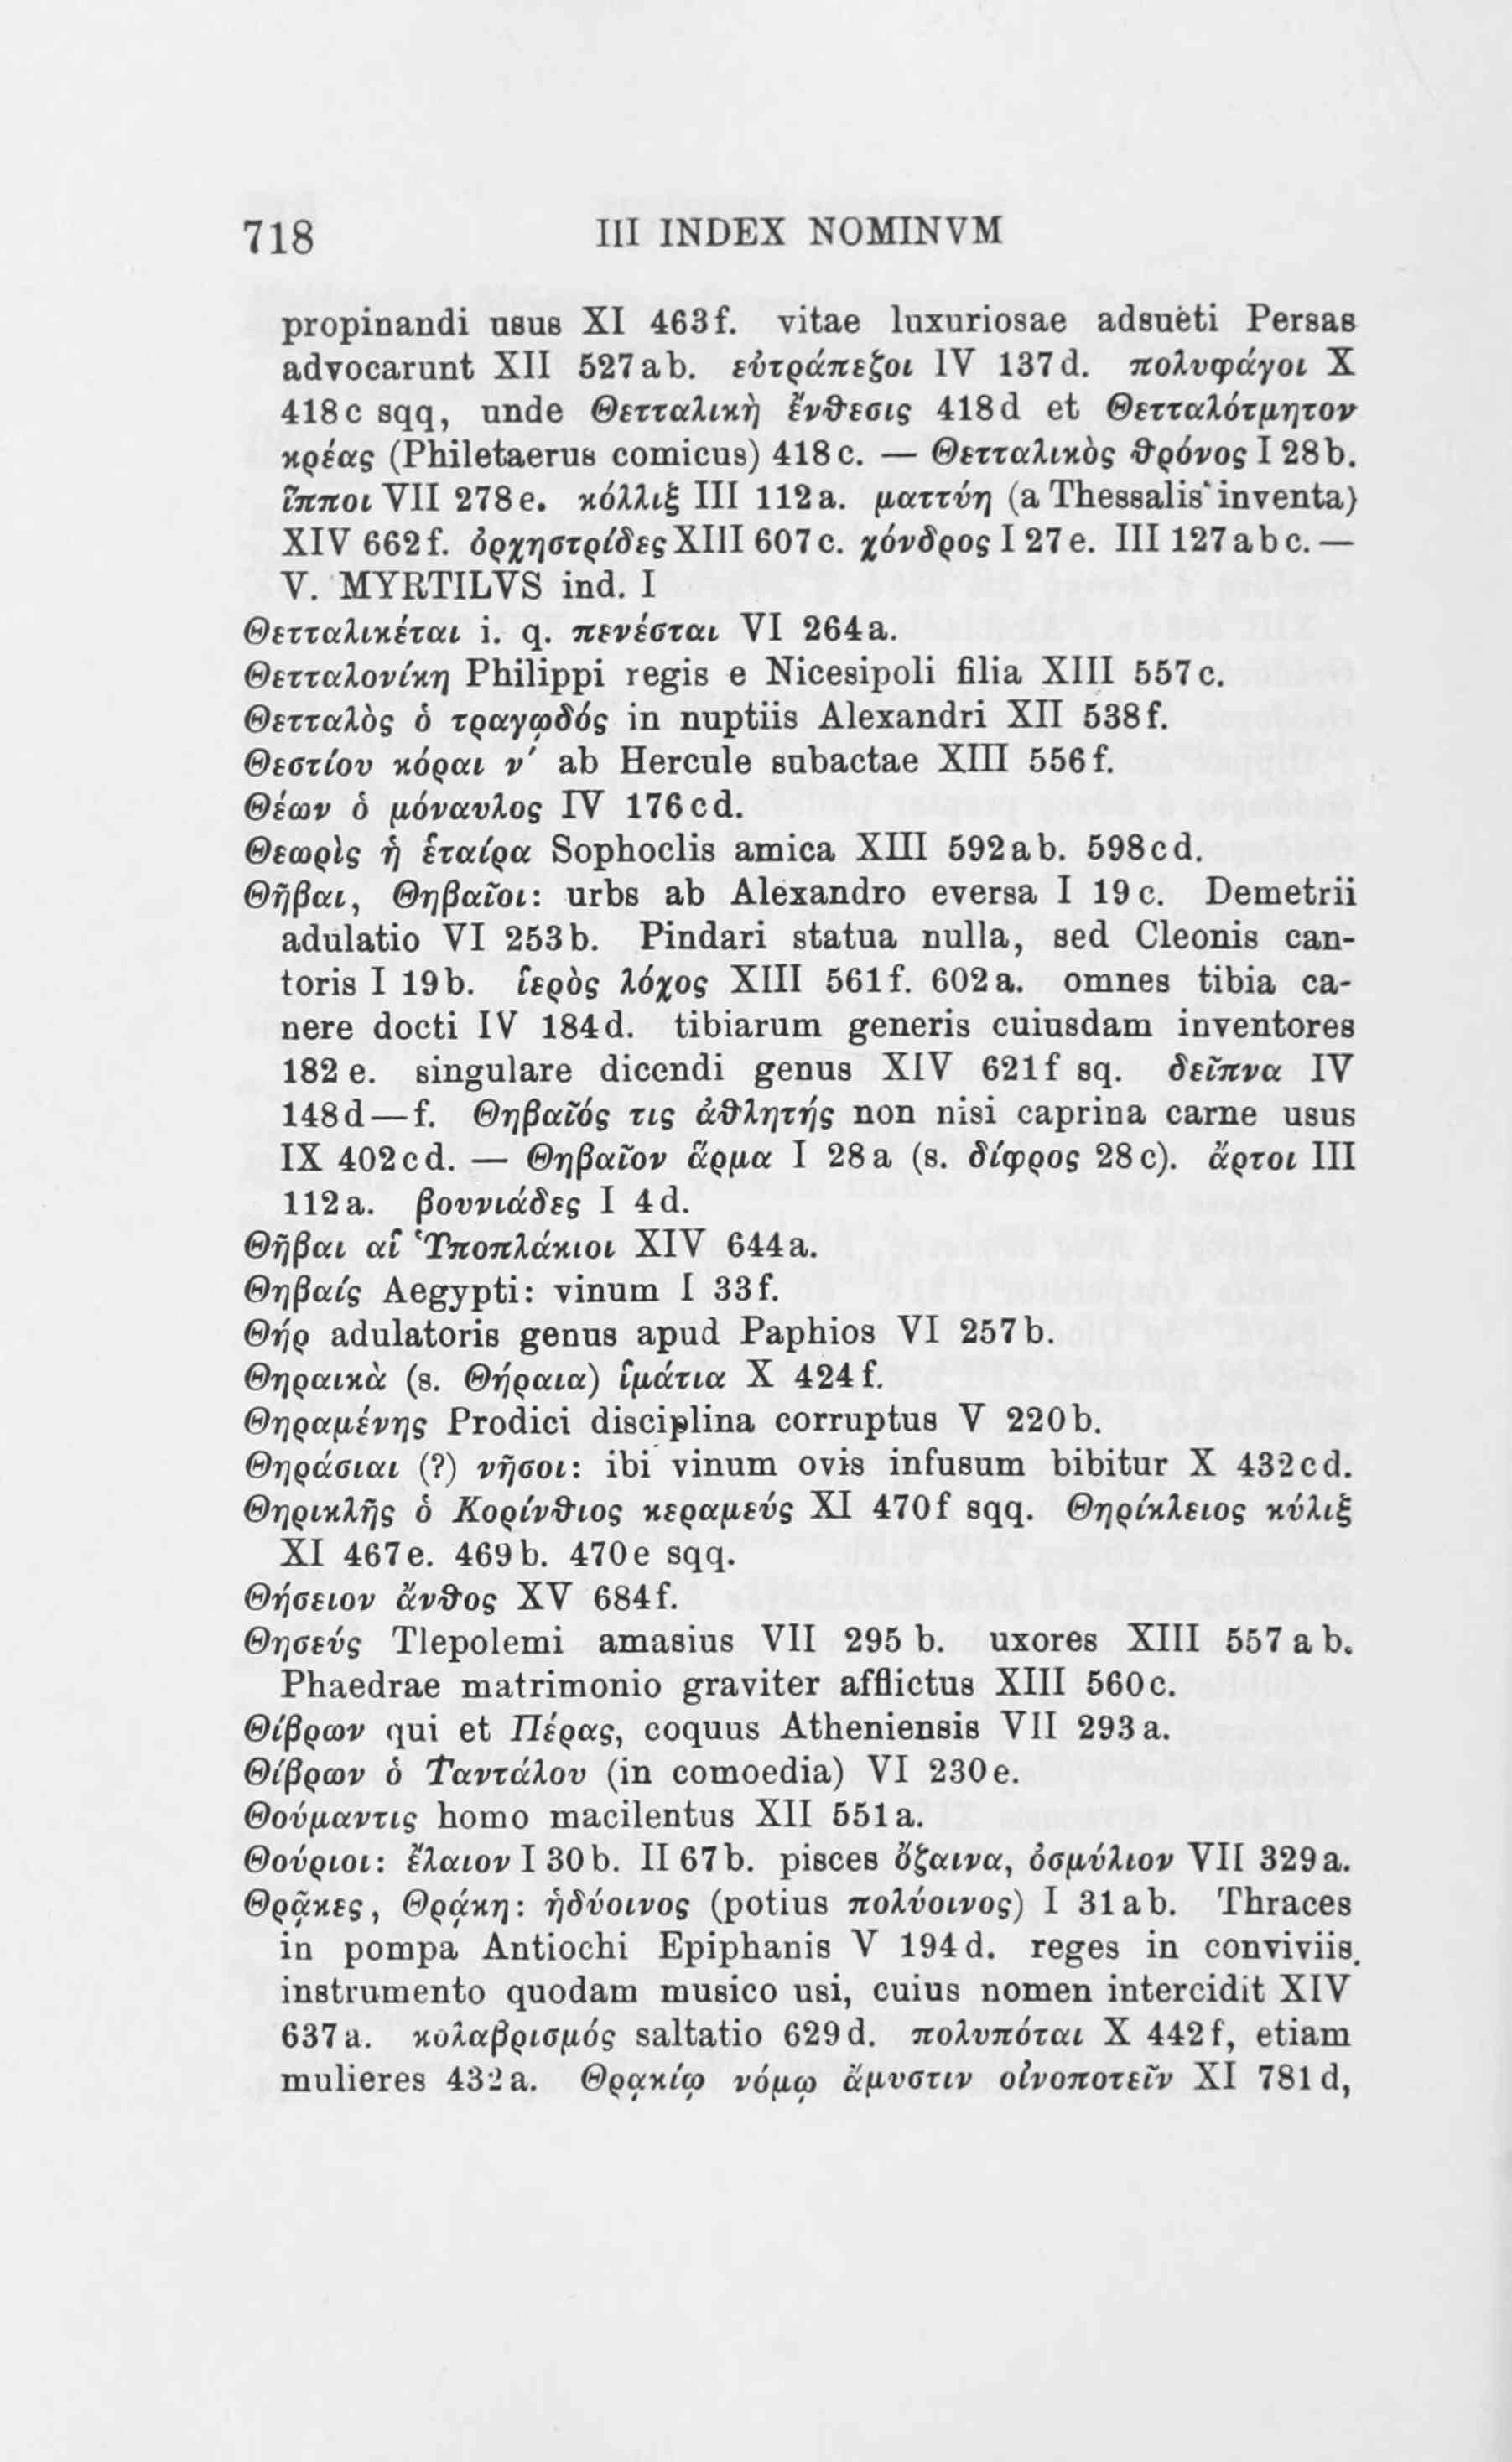 718 III INDEX NOMINVM
propinandi usus XI 463f. vitae luxuriosae adsueti Persas
advocarunt XII 527ab. εὐτράπεζοι IV 137d. πολυφάγοι X
418c sqq, unde Θετταλικὴ ἔνθεσις 418d et Θετταλότμητον
κρέας (Philetaerus comicus) 418c. — Θετταλικὸς θρόνος I 28b.
ἵπποι VII 278e. κόλλιξ III 112a. ματτύη (a Thessalis inventa)
XIV 662f. ὀρχηστρίδες XIII 607c. χόνδρος I 27e. III 127abc. —
V. MYRTILVS ind. I
Θετταλικέται i. q. πενέσται VI 264a.
Θετταλονίκη Philippi regis e Nicesipoli filia XIII 557c.
Θετταλὸς ὁ τραγῳδός in nuptiis Alexandri XII 538f.
Θεστίου κόραι ν΄ ab Hercule subactae XIII 556f.
Θέων ὁ μόναυλος IV 176cd.
Θεωρὶς ἡ ἑταίρα Sophoclis amica XIII 592ab. 598cd.
Θῆβαι, Θηβαῖοι: urbs ab Alexandro eversa I 19c. Demetrii
adulatio VI 253b. Pindari statua nulla, sed Cleonis can-
toris I 19b. ἱερὸς λόχος XIII 561f. 602a. omnes tibia ca-
nere docti IV 184d. tibiarum generis cuiusdam inventores
182e. singulare dicendi genus XIV 621f sq. δεῖπνα IV
148d—f. Θηβαῖός τις ἀθλητής non nisi caprina carne usus
IX 402cd. — Θηβαῖον ἅρμα I 28a (s. δίφρος 28c). ἄρτοι III
112a. βουνιάδες I 4d.
Θῆβαι αἱ Ὑποπλάκιοι XIV 644a.
Θηβαίς Aegypti: vinum I 33f.
Θήρ adulatoris genus apud Paphios VI 257b.
Θηραικὰ (s. Θήραια) ἱμάτια X 424f.
Θηραμένης Prodici disciplina corruptus V 220b.
Θηράσιαι (?) νῆσοι: ibi vinum ovis infusum bibitur X 432cd.
Θηρικλῆς ὁ Κορίνθιος κεραμεύς XI 470f sqq. Θηρίκλειος κύλιξ
XI 467e. 469b. 470e sqq.
Θήσειον ἄνθος XV 684f.
Θησεύς Tlepolemi amasius VII 295b. uxores XIII 557ab.
Phaedrae matrimonio graviter afflictus XIII 560c.
Θίβρων qui et Πέρας, coquus Atheniensis VII 293a.
Θίβρων ὁ Ταντάλου (in comoedia) VI 230e.
Θούμαντις homo macilentus XII 551a.
Θούριοι: ἔλαιον I 30b. II 67b. pisces ὄζαινα, ὀσμύλιον VII 329a.
Θρᾷκες, Θρᾴκη: ἡδύοινος (potius πολύοινος) I 31ab. Thraces
in pompa Antiochi Epiphanis V 194d. reges in conviviis
instrumento quodam musico usi, cuius nomen intercidit XIV
637a. κολαβρισμός saltatio 629d. πολυπόται X 442f, etiam
mulieres 432a. Θρᾳκίῳ νόμῳ ἄμυστιν οἰνοποτεῖν XI 781d,